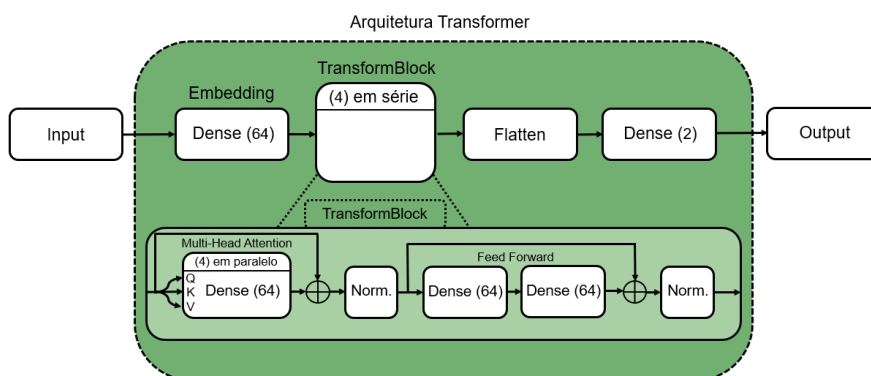 Arquitetura Transformer
TransformBlock
Embedding
(4) em série
Input
Dense (64)
Flatten
Dense (2)
Output
TransformBlock
Multi-Head Attention
(4) em paralelo
Feed Forward
Q
K
V
Dense (64)
Norm.
Dense (64)
Dense (64)
Norm.